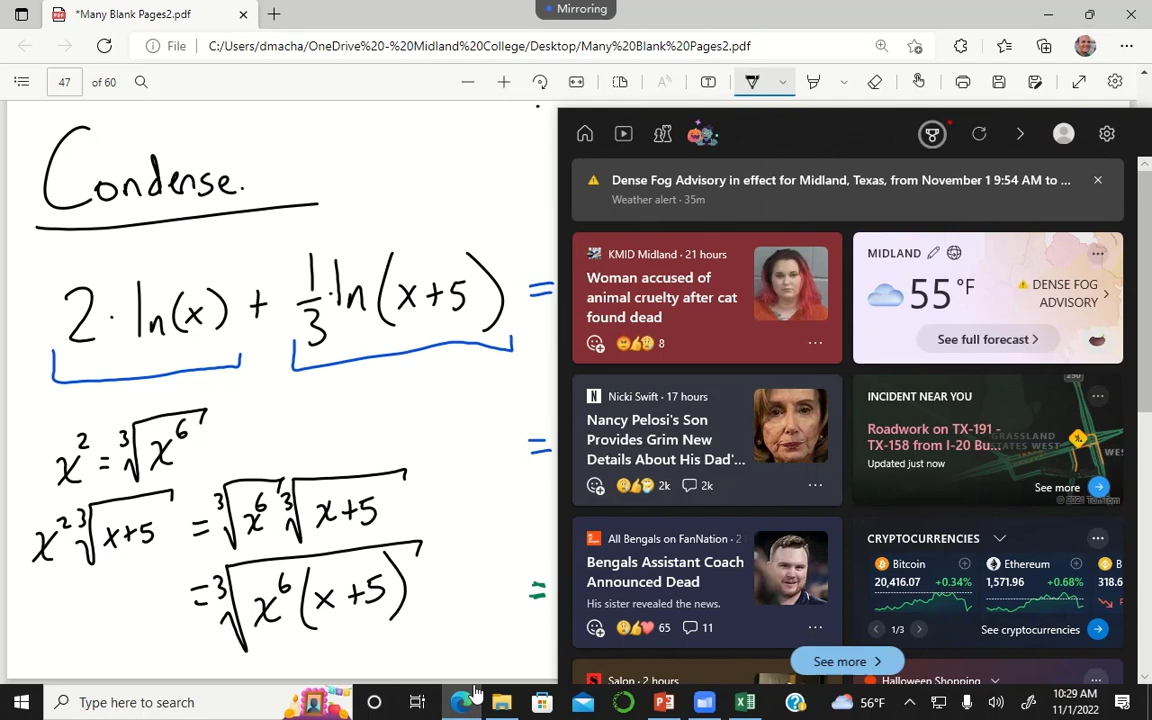 Mirroring
*Many Blank Pages2.pdf
File C:/Users/dmacha/OneDrive%20-%20Midland%20College/Desktop/Many%20Blank%20Pages2.pdf
47 of 60
Condense.
2 · ln(x) + 1/3 · ln(x+5) =
x² = ∛x⁶
=
x² ∛x+5 = ∛x⁶ ∛x+5
= ∛x⁶(x+5)
=
Dense Fog Advisory in effect for Midland, Texas, from November 1 9:54 AM to ...
Weather alert · 35m
KMID Midland · 21 hours
Woman accused of
animal cruelty after cat
found dead
8
MIDLAND
55 °F
DENSE FOG
ADVISORY
See full forecast
Nicki Swift · 17 hours
Nancy Pelosi's Son
Provides Grim New
Details About His Dad'...
2k 2k
INCIDENT NEAR YOU
Roadwork on TX-191 -
TX-158 from I-20 Bu...
GRASSLAND
STATES WEST
Updated just now
See more
© 2022 TomTom
All Bengals on FanNation · 2
Bengals Assistant Coach
Announced Dead
His sister revealed the news.
65 11
CRYPTOCURRENCIES
Bitcoin
20,416.07 +0.34%
Ethereum
1,571.96 +0.68%
B
318.6
1/3
See cryptocurrencies
See more
Salon · 2 hours
Halloween Shopping
Type here to search
56°F
10:29 AM
11/1/2022